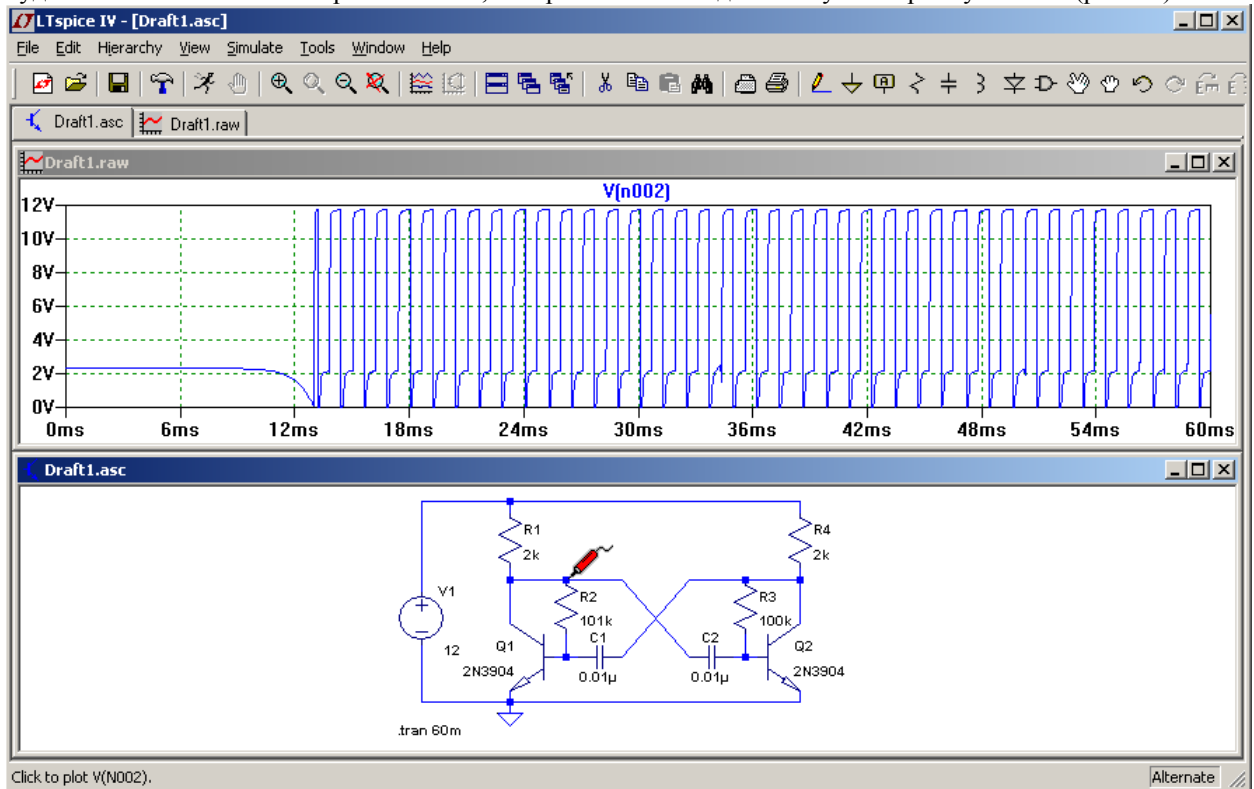 LTspice IV - [Draft1.asc]
File Edit Hierarchy View Simulate Tools Window Help
Draft1.asc Draft1.raw
Draft1.raw
V(n002)
12V
10V
8V
6V
4V
2V
0V
0ms 6ms 12ms 18ms 24ms 30ms 36ms 42ms 48ms 54ms 60ms
Draft1.asc
R1 R4
2k 2k
V1 R2 R3
101k 100k
12 Q1 C1 C2 Q2
2N3904 0.01µ 0.01µ 2N3904
.tran 60m
Click to plot V(N002). Alternate